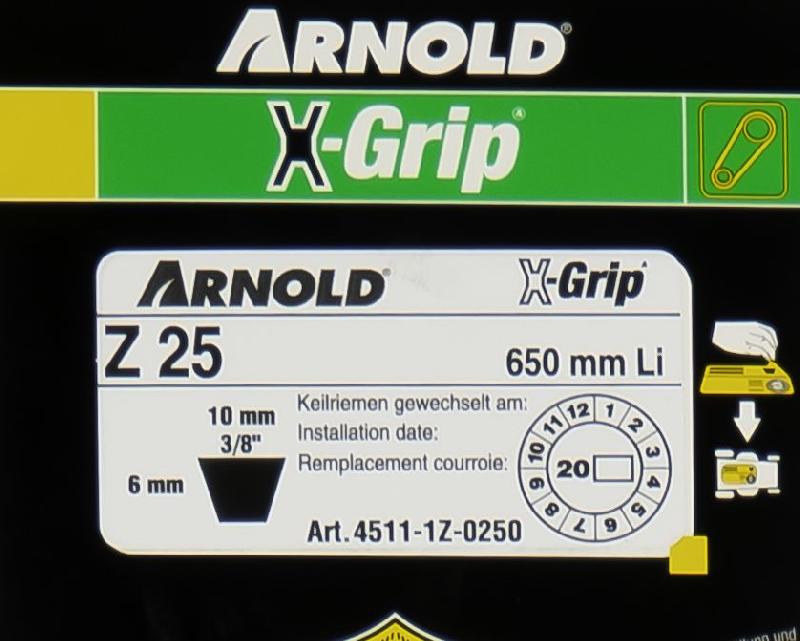 ARNOLD®
X-Grip
ARNOLD®
X-Grip
Z 25
650 mm Li
10 mm
3/8"
6 mm
Keilriemen gewechselt am:
Installation date:
Remplacement courroie:
12 1 2 3 4 5 6 7 8 9 10 11
20
Art. 4511-1Z-0250
und